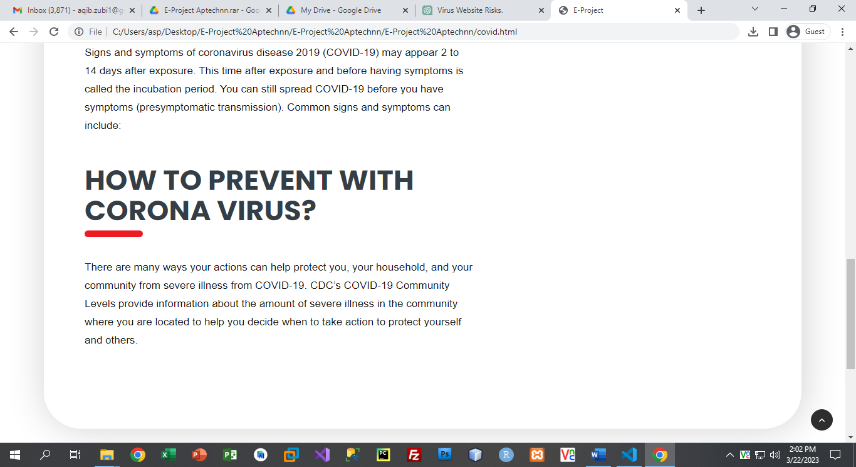 Inbox (3,871) - aqib.zubi1@g
E-Project Aptechnn.rar - Goo
My Drive - Google Drive
Virus Website Risks.
E-Project
File
C:/Users/asp/Desktop/E-Project%20Aptechnn/E-Project%20Aptechnn/E-Project%20Aptechnn/covid.html
Guest
Signs and symptoms of coronavirus disease 2019 (COVID-19) may appear 2 to
14 days after exposure. This time after exposure and before having symptoms is
called the incubation period. You can still spread COVID-19 before you have
symptoms (presymptomatic transmission). Common signs and symptoms can
include:
HOW TO PREVENT WITH
CORONA VIRUS?
There are many ways your actions can help protect you, your household, and your
community from severe illness from COVID-19. CDC's COVID-19 Community
Levels provide information about the amount of severe illness in the community
where you are located to help you decide when to take action to protect yourself
and others.
2:02 PM
3/22/2023